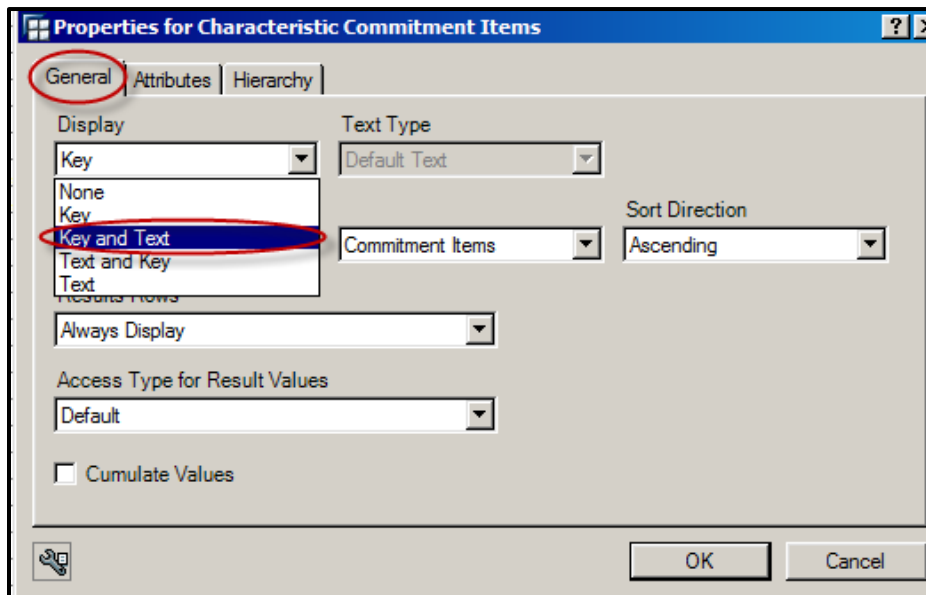 Properties for Characteristic Commitment Items
General Attributes Hierarchy
Display Text Type
Key Default Text
None
Key
Sort Direction
Key and Text Commitment Items Ascending
Text and Key
Text
Results Rows
Always Display
Access Type for Result Values
Default
Cumulate Values
OK Cancel